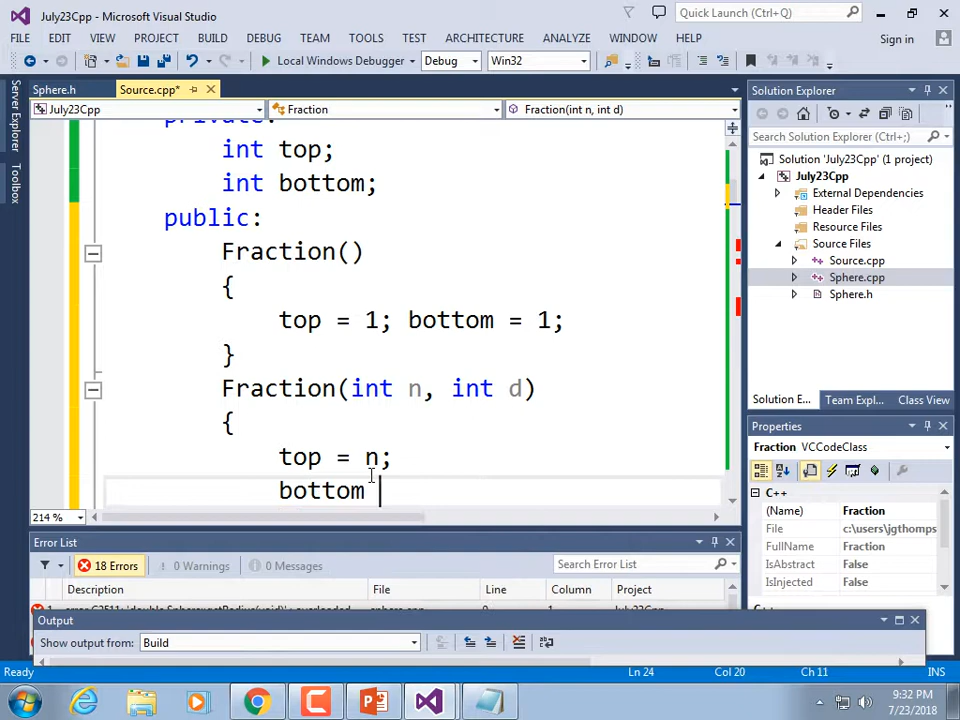 July23Cpp - Microsoft Visual Studio
Quick Launch (Ctrl+Q)
FILE EDIT VIEW PROJECT BUILD DEBUG TEAM TOOLS TEST ARCHITECTURE ANALYZE WINDOW HELP
Sign in
Local Windows Debugger Debug Win32
Server Explorer
Toolbox
Sphere.h Source.cpp*
July23Cpp Fraction Fraction(int n, int d)
private:
int top;
int bottom;
public:
Fraction()
{
top = 1; bottom = 1;
}
Fraction(int n, int d)
{
top = n;
bottom
214 %
Solution Explorer
Search Solution Explorer (Ctrl+;)
Solution 'July23Cpp' (1 project)
July23Cpp
External Dependencies
Header Files
Resource Files
Source Files
Source.cpp
Sphere.cpp
Sphere.h
Solution E... Team Expl... Class View
Properties
Fraction VCCodeClass
C++
(Name) Fraction
File c:\users\jgthomps
FullName Fraction
IsAbstract False
IsInjected False
Error List
18 Errors 0 Warnings 0 Messages
Search Error List
Description File Line Column Project
Output
Show output from: Build
Ready Ln 24 Col 20 Ch 11 INS
9:32 PM
7/23/2018